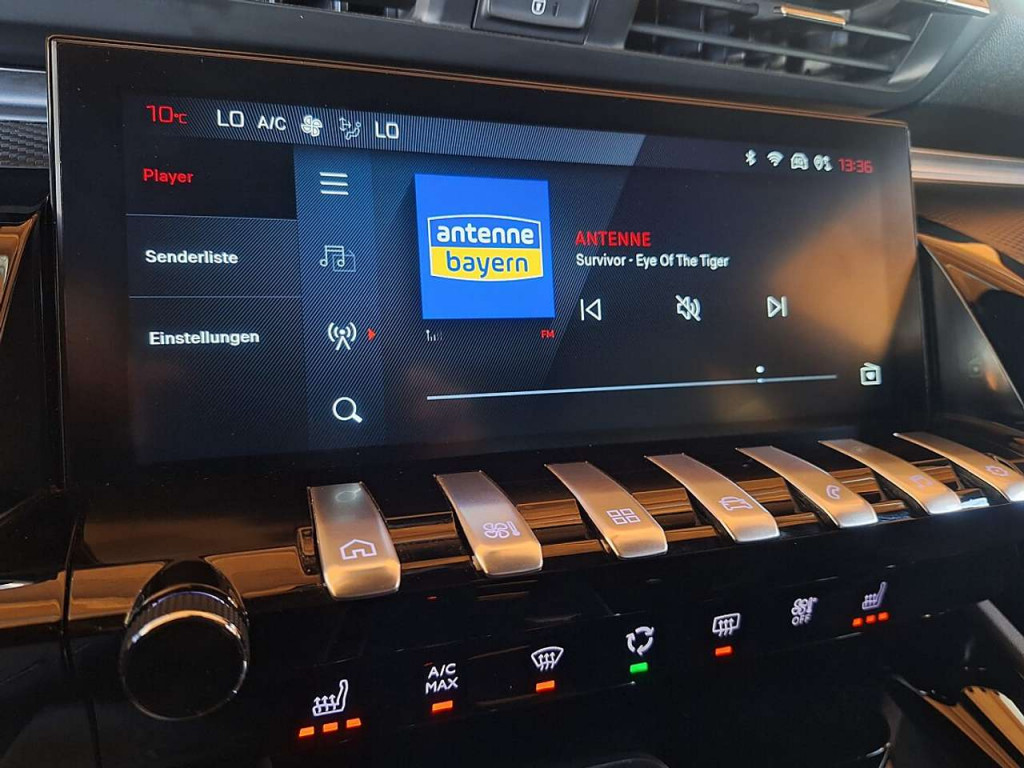 10°C LO A/C LO
13:36
Player
Senderliste
Einstellungen
antenne
bayern
ANTENNE
Survivor - Eye Of The Tiger
FM
A/C
MAX
OFF